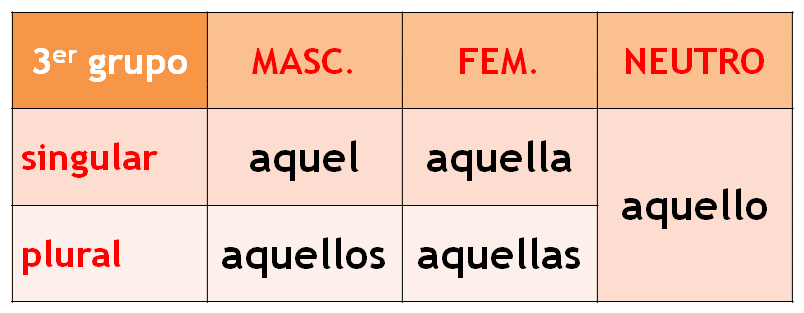 3er grupo MASC. FEM. NEUTRO
singular aquel aquella
aquello
plural aquellos aquellas